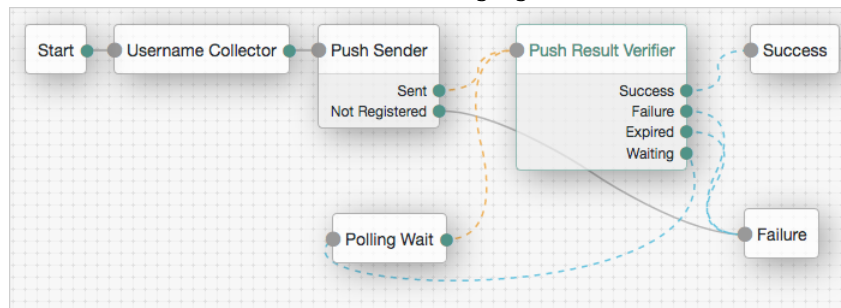 Start
Username Collector
Push Sender
Sent
Not Registered
Push Result Verifier
Success
Failure
Expired
Waiting
Success
Polling Wait
Failure